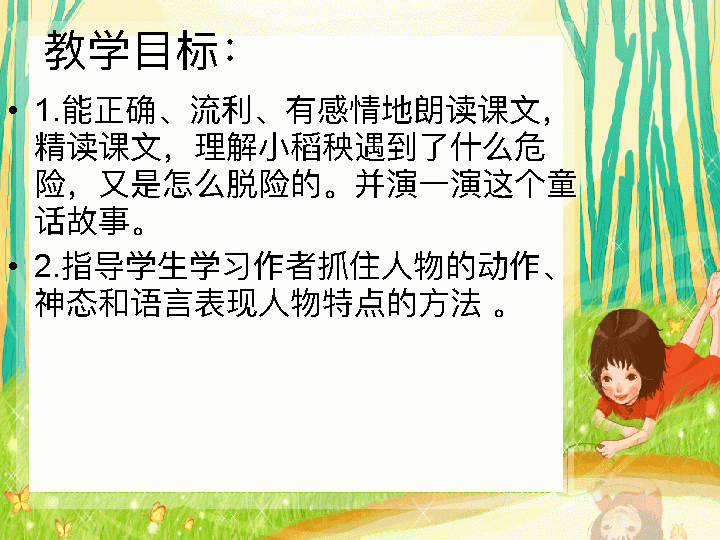 教学目标：
• 1.能正确、流利、有感情地朗读课文，
精读课文，理解小稻秧遇到了什么危
险，又是怎么脱险的。并演一演这个童
话故事。
• 2.指导学生学习作者抓住人物的动作、
神态和语言表现人物特点的方法 。